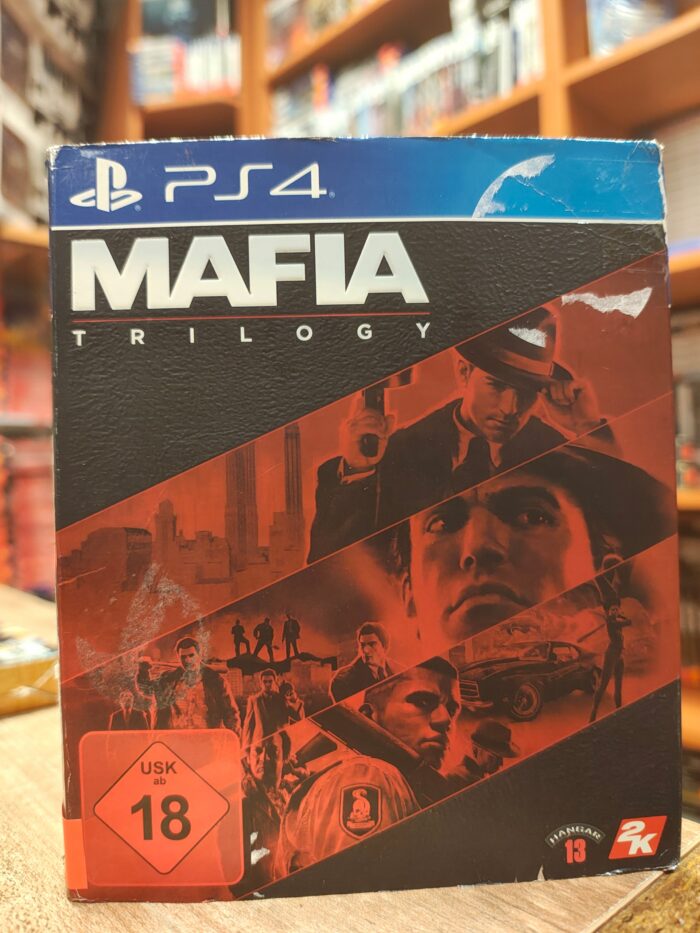 PS4
MAFIA
TRILOGY
USK
ab
18
HANGAR
13
2K